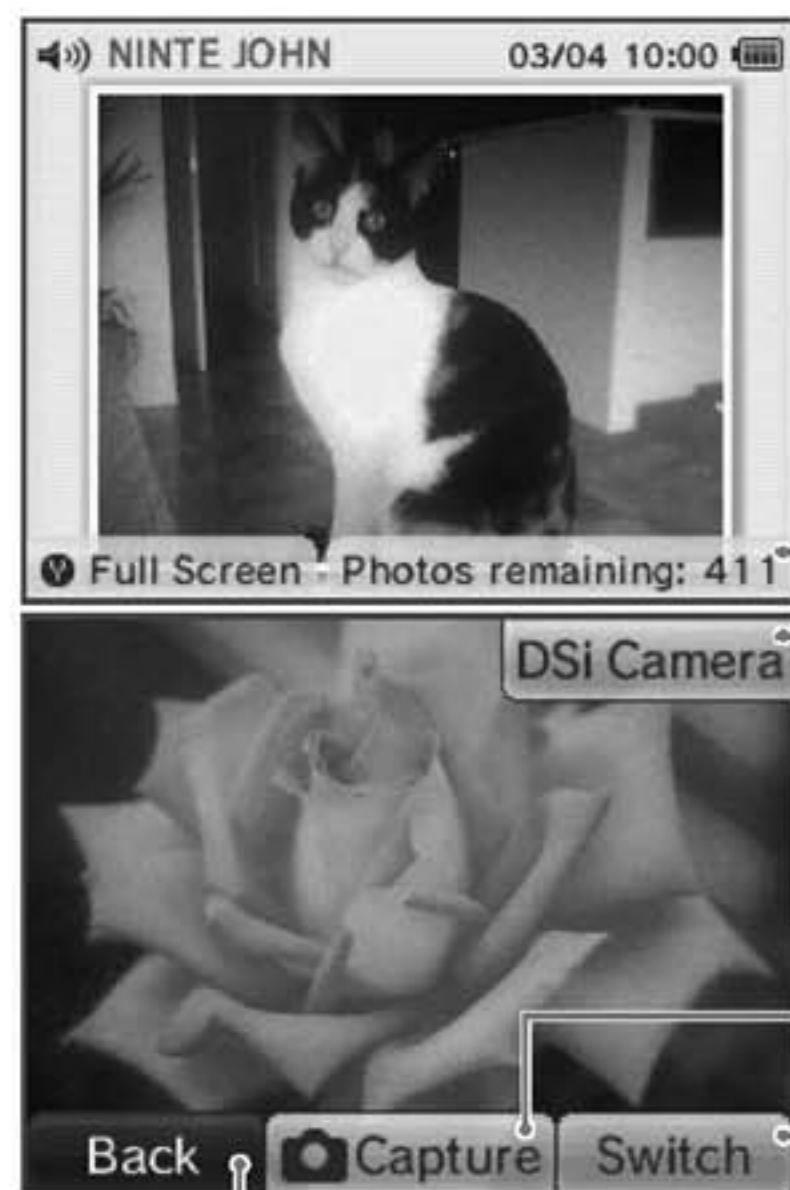 NINTE JOHN 03/04 10:00
Y Full Screen - Photos remaining: 411
DSi Camera
Back Capture Switch